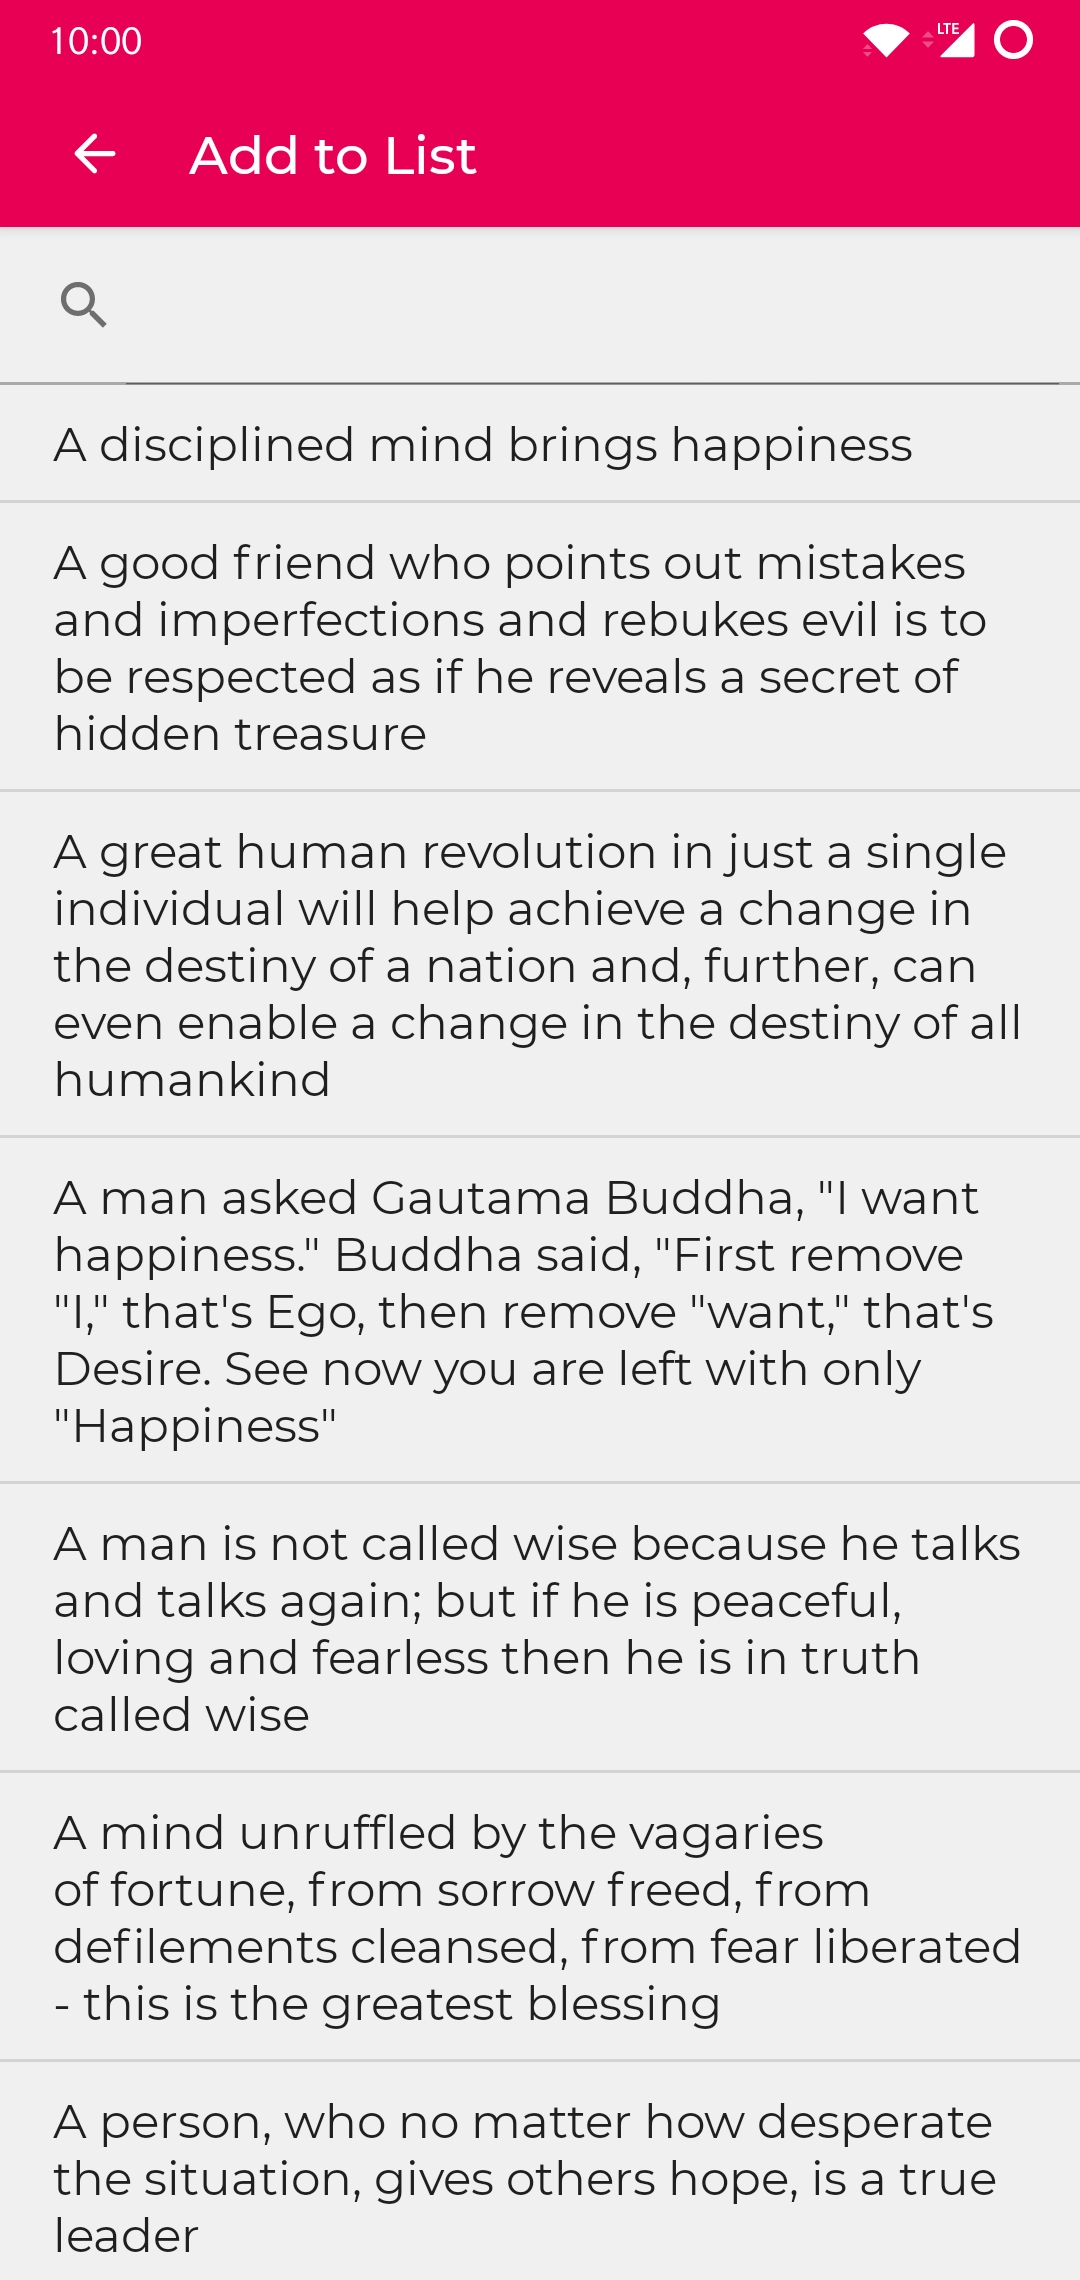 10:00
LTE
Add to List
A disciplined mind brings happiness
A good friend who points out mistakes
and imperfections and rebukes evil is to
be respected as if he reveals a secret of
hidden treasure
A great human revolution in just a single
individual will help achieve a change in
the destiny of a nation and, further, can
even enable a change in the destiny of all
humankind
A man asked Gautama Buddha, "I want
happiness." Buddha said, "First remove
"I," that's Ego, then remove "want," that's
Desire. See now you are left with only
"Happiness"
A man is not called wise because he talks
and talks again; but if he is peaceful,
loving and fearless then he is in truth
called wise
A mind unruffled by the vagaries
of fortune, from sorrow freed, from
defilements cleansed, from fear liberated
- this is the greatest blessing
A person, who no matter how desperate
the situation, gives others hope, is a true
leader